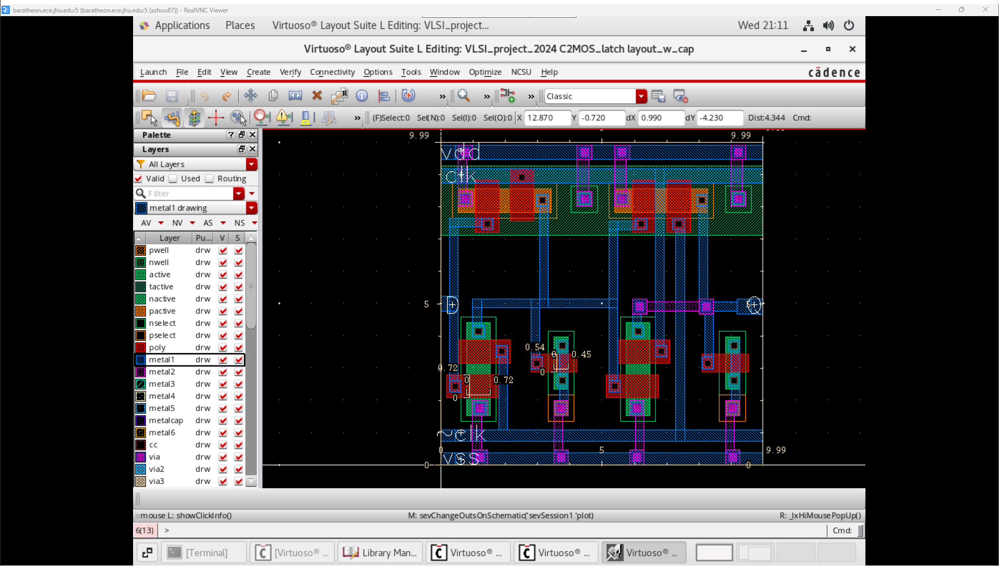 baratheon.ece.jhu.edu:5 (baratheon.ece.jhu.edu:5 (xzhou87)) - RealVNC Viewer
Applications Places Virtuoso® Layout Suite L Editing: VLSI_project... Wed 21:11
Virtuoso® Layout Suite L Editing: VLSI_project_2024 C2MOS_latch layout_w_cap
Launch File Edit View Create Verify Connectivity Options Tools Window Optimize NCSU Help cādence
» » » Classic
» (F)Select:0 Sel(N):0 Sel(I):0 Sel(O):0 X 12.870 Y -0.720 dX 0.990 dY -4.230 Dist:4.344 Cmd:
Palette
Layers
All Layers
Valid Used Routing
Filter
metal1 drawing
AV NV AS NS
Layer Pu... V S
pwell drw
nwell drw
active drw
tactive drw
nactive drw
pactive drw
nselect drw
pselect drw
poly drw
metal1 drw
metal2 drw
metal3 drw
metal4 drw
metal5 drw
metalcap drw
metal6 drw
cc drw
via drw
via2 drw
via3 drw
9.99 9.99
vdd
clk
5 D Q
0.54 0 0.45
0.72 0
0 0.72
0
~clk
0 5 9.99
vss
0 0
mouse L: showClickInfo() M: sevChangeOutsOnSchematic('sevSession1 'plot) R: _lxHiMousePopUp()
6(13) > Cmd:
[Terminal] [Virtuoso® ... Library Man... Virtuoso® ... Virtuoso® ... Virtuoso® ...